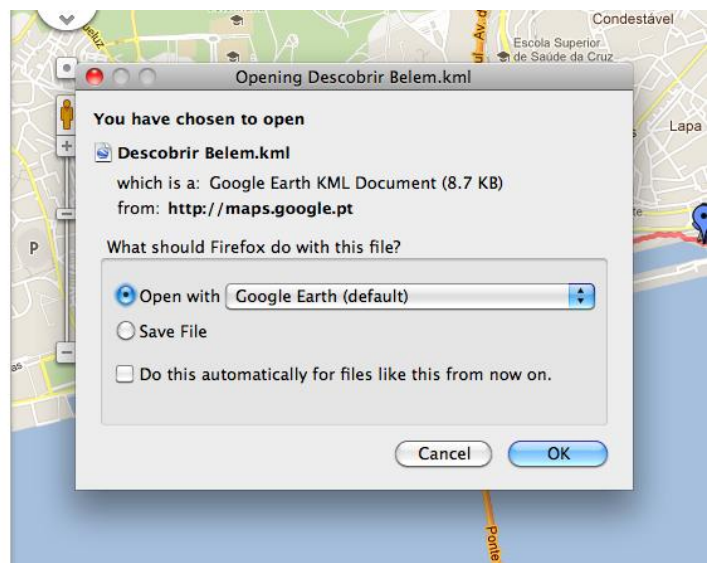 Condestável
Escola Superior
de Saúde da Cruz
Av. d
Lapa
P
Opening Descobrir Belem.kml
You have chosen to open
Descobrir Belem.kml
which is a: Google Earth KML Document (8.7 KB)
from: http://maps.google.pt
What should Firefox do with this file?
Open with Google Earth (default)
Save File
Do this automatically for files like this from now on.
Cancel OK
Ponte